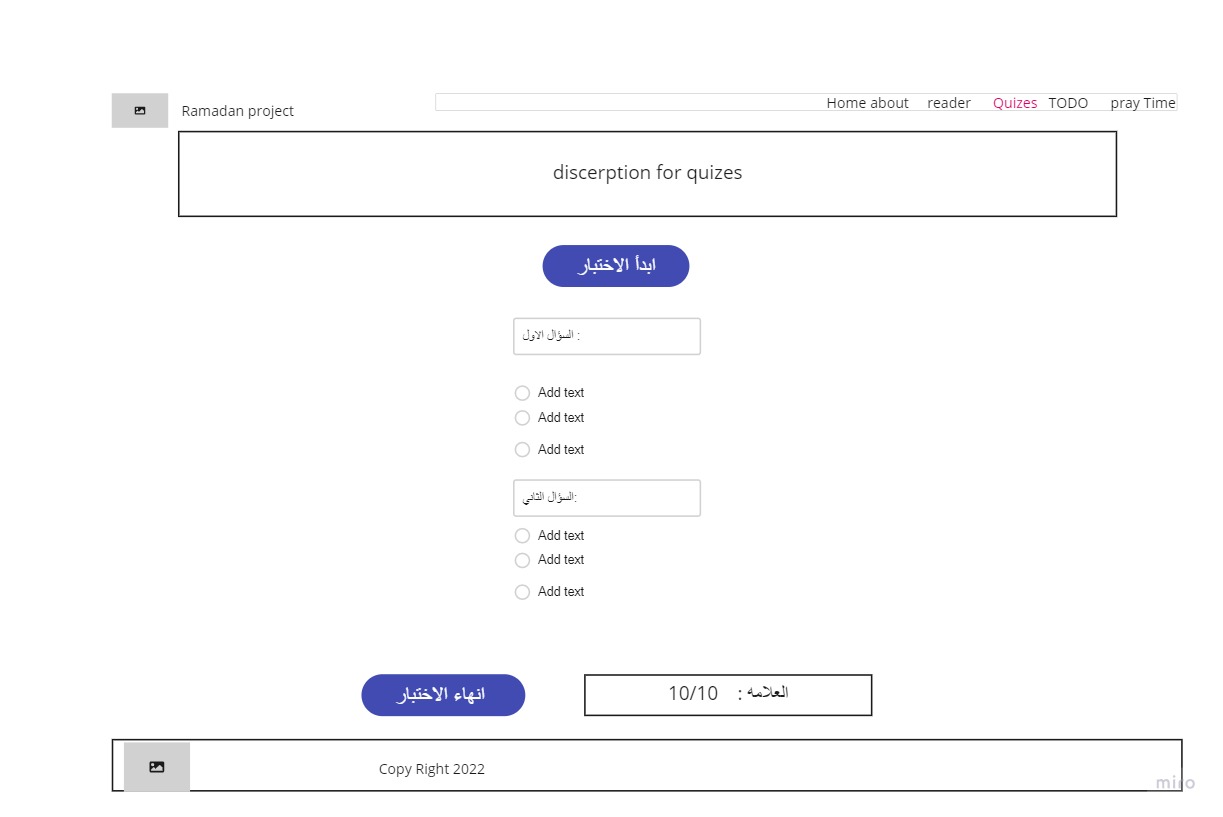 Ramadan project
Home about reader Quizes TODO pray Time
discerption for quizes
ابدأ الاختبار
السؤال الاول :
Add text
Add text
Add text
السؤال الثاني:
Add text
Add text
Add text
انهاء الاختبار
العلامه : 10/10
Copy Right 2022
miro